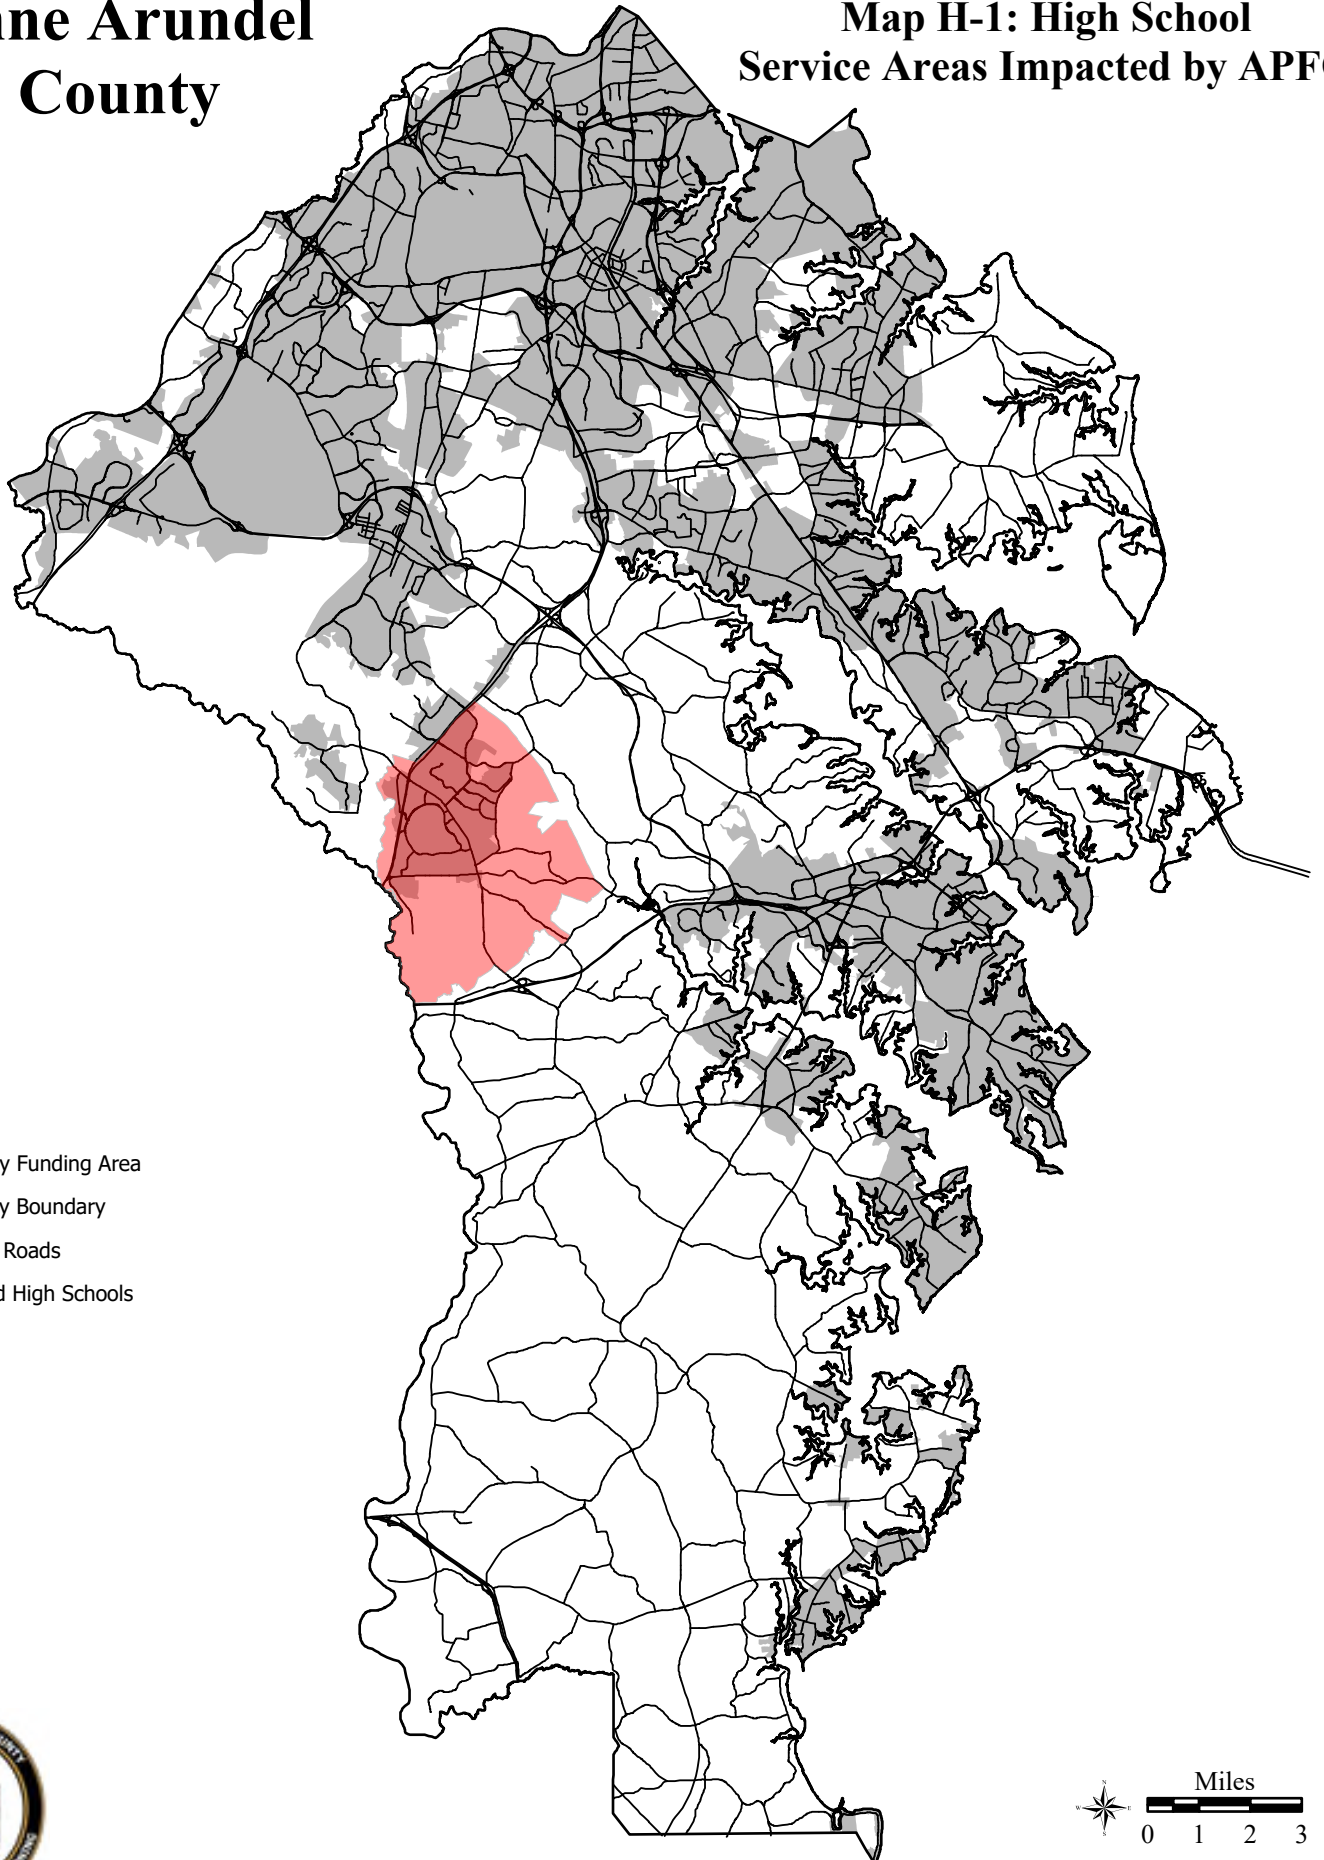 nne Arundel
County
Map H-1: High School
Service Areas Impacted by APF
y Funding Area
y Boundary
Roads
d High Schools
Miles
0 1 2 3
N
W E
S